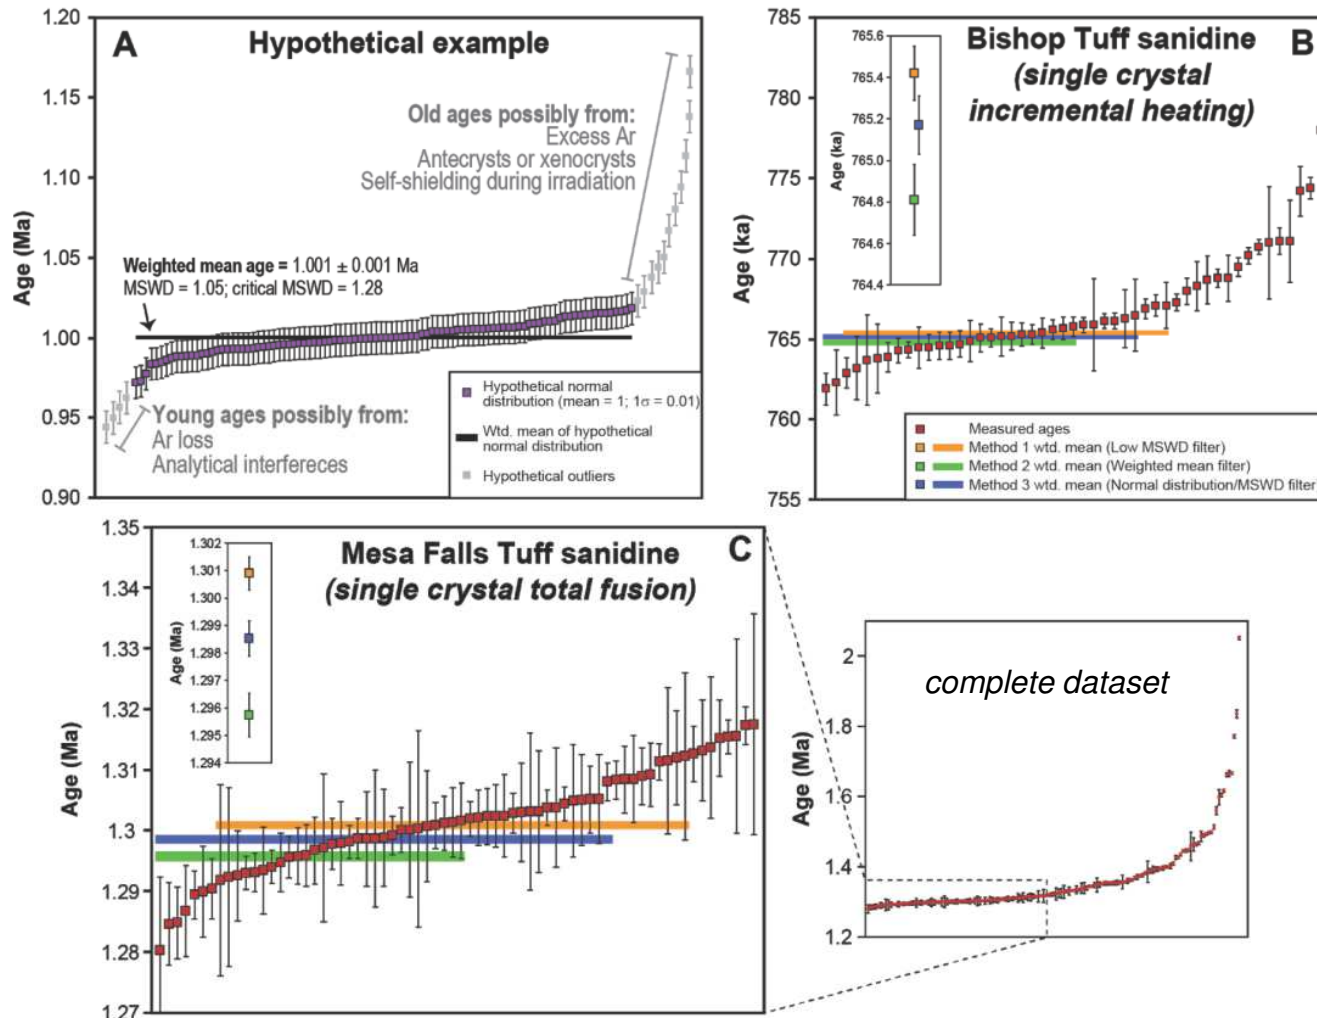 A
Hypothetical example
1.20
1.15
1.10
1.05
1.00
0.95
0.90
Age (Ma)
Old ages possibly from:
Excess Ar
Antecrysts or xenocrysts
Self-shielding during irradiation
Weighted mean age = 1.001 ± 0.001 Ma
MSWD = 1.05; critical MSWD = 1.28
Young ages possibly from:
Ar loss
Analytical interfereces
Hypothetical normal
distribution (mean = 1; 1σ = 0.01)
Wtd. mean of hypothetical
normal distribution
Hypothetical outliers
B
Bishop Tuff sanidine
(single crystal
incremental heating)
785
780
775
770
765
760
755
Age (ka)
765.6
765.4
765.2
765.0
764.8
764.6
764.4
Age (ka)
Measured ages
Method 1 wtd. mean (Low MSWD filter)
Method 2 wtd. mean (Weighted mean filter)
Method 3 wtd. mean (Normal distribution/MSWD filter
C
Mesa Falls Tuff sanidine
(single crystal total fusion)
1.35
1.34
1.33
1.32
1.31
1.3
1.29
1.28
1.27
Age (Ma)
1.302
1.301
1.300
1.299
1.298
1.297
1.296
1.295
1.294
Age (Ma)
complete dataset
2
1.8
1.6
1.4
1.2
Age (Ma)